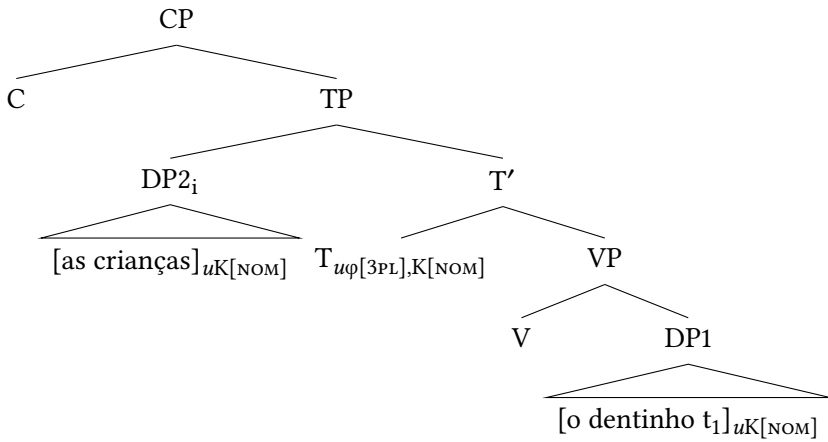 CP
C TP
DP2i T′
[as crianças]uK[NOM] Tuφ[3PL],K[NOM] VP
V DP1
[o dentinho t1]uK[NOM]